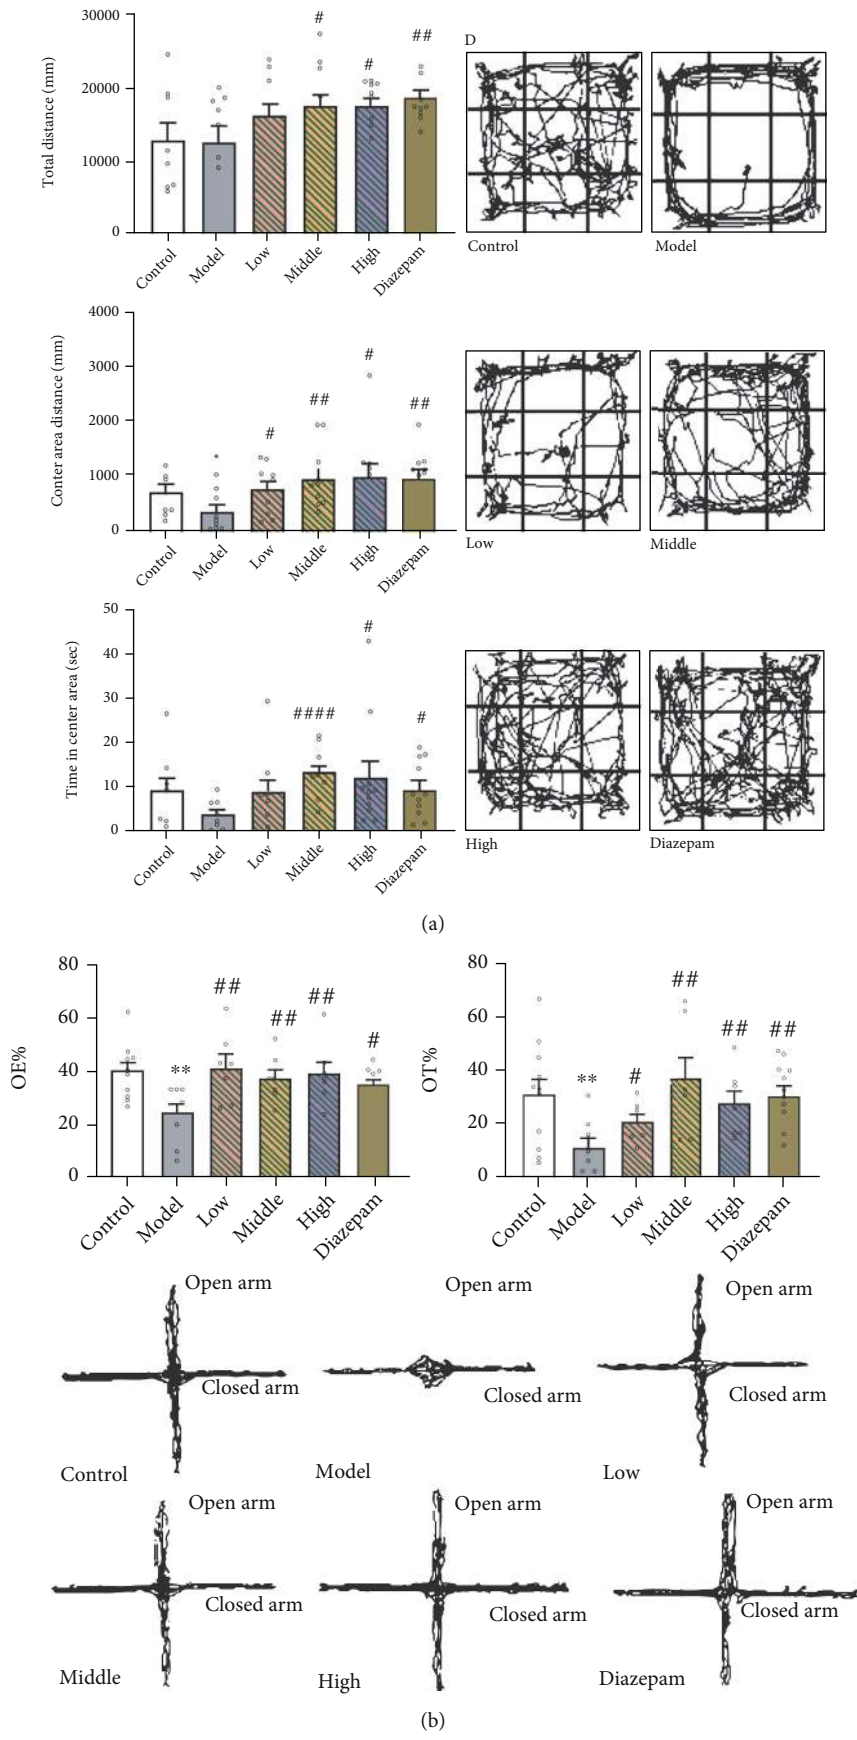 30000
20000
10000
0
Total distance (mm)
#
#
##
Control
Model
Low
Middle
High
Diazepam
D
Control
Model
4000
3000
2000
1000
0
Conter area distance (mm)
#
##
#
##
Control
Model
Low
Middle
High
Diazepam
Low
Middle
50
40
30
20
10
0
Time in center area (sec)
####
#
#
Control
Model
Low
Middle
High
Diazepam
High
Diazepam
(a)
80
60
40
20
0
OE%
**
##
##
##
#
Control
Model
Low
Middle
High
Diazepam
80
60
40
20
0
OT%
**
#
##
##
##
Control
Model
Low
Middle
High
Diazepam
Open arm
Closed arm
Control
Open arm
Closed arm
Model
Open arm
Closed arm
Low
Open arm
Closed arm
Middle
Open arm
Closed arm
High
Open arm
Closed arm
Diazepam
(b)